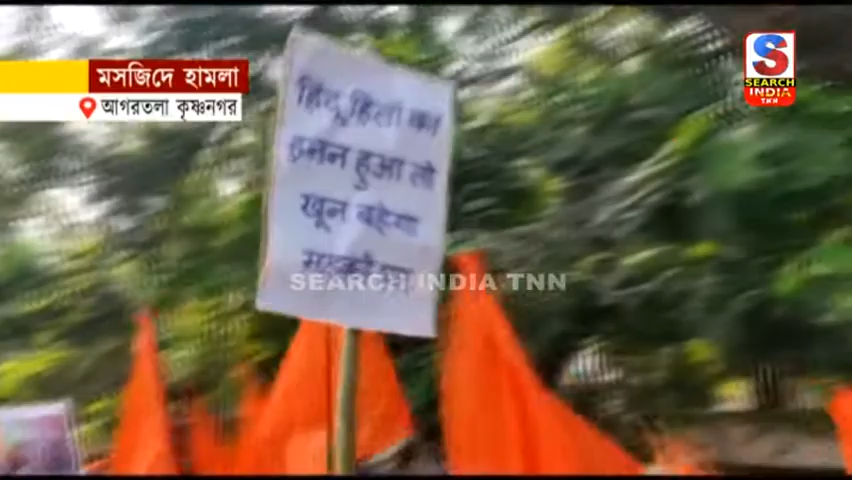 মসজিদে হামলা
আগরতলা কৃষ্ণনগর
S
SEARCH
INDIA
TNN
हिन्दू हितो का
हनन हुआ तो
खून बहेगा
SEARCH INDIA TNN